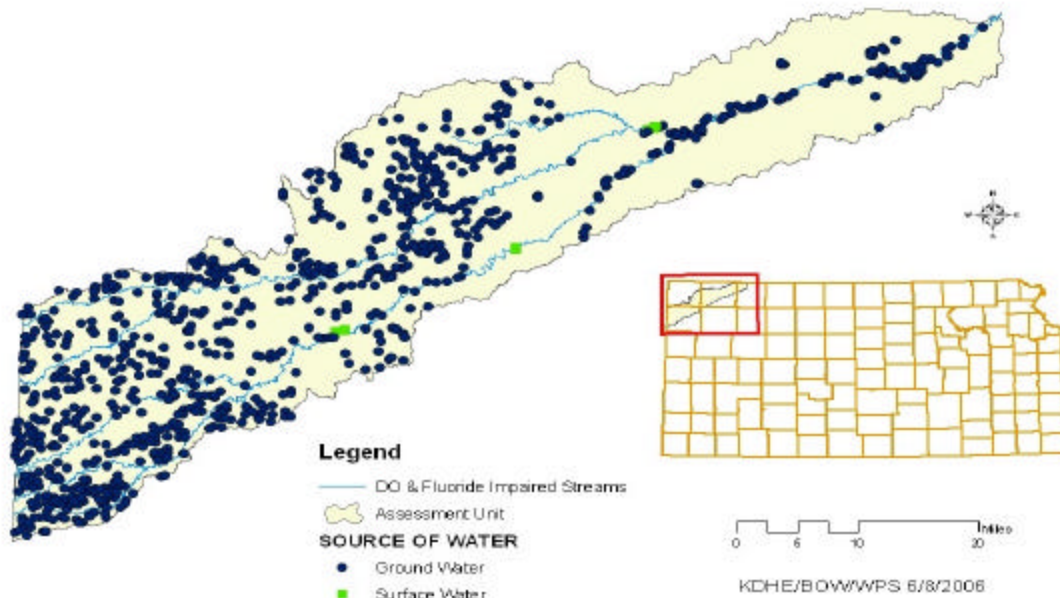 N
W E
S
Legend
DO & Fluoride Impaired Streams
Assessment Unit
SOURCE OF WATER
Ground Water
Surface Water
Miles
0 5 10 20
KDHE/BOW/WPS 6/8/2006